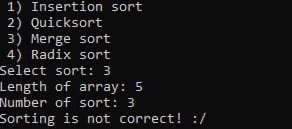 1) Insertion sort
2) Quicksort
3) Merge sort
4) Radix sort
Select sort: 3
Length of array: 5
Number of sort: 3
Sorting is not correct! :/